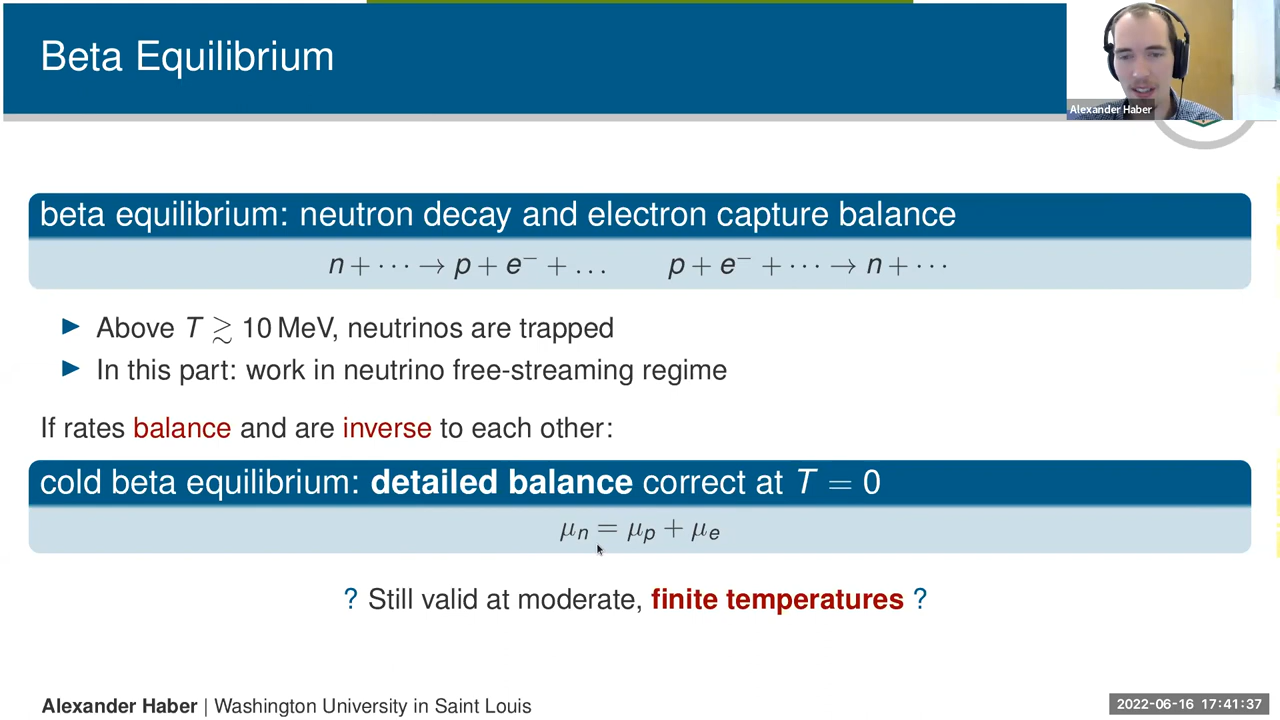 Beta Equilibrium
Alexander Haber
beta equilibrium: neutron decay and electron capture balance
n + ⋯ → p + e⁻ + … p + e⁻ + ⋯ → n + ⋯
▶ Above T ≳ 10 MeV, neutrinos are trapped
▶ In this part: work in neutrino free-streaming regime
If rates balance and are inverse to each other:
cold beta equilibrium: detailed balance correct at T = 0
μₙ = μₚ + μₑ
? Still valid at moderate, finite temperatures ?
Alexander Haber | Washington University in Saint Louis
2022-06-16 17:41:37